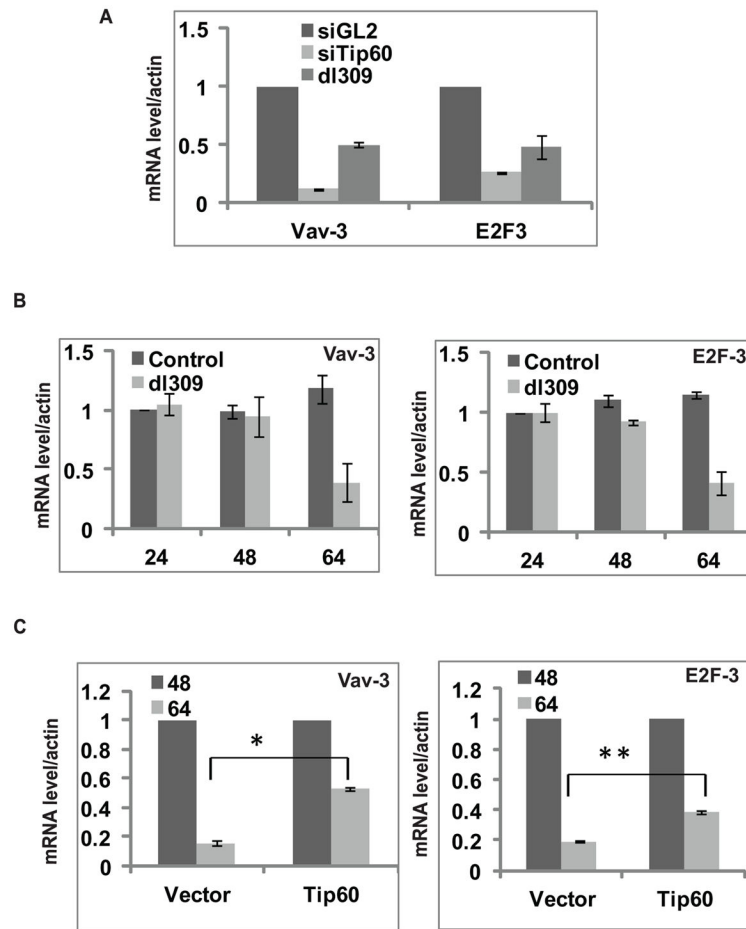 A
siGL2
siTip60
dl309
mRNA level/actin
1
0.5
0
Vav-3 E2F3
B
1.5
Control
dl309
Vav-3
mRNA level/actin
1
0.5
0
24 48 64
1.5
Control
dl309
E2F-3
mRNA level/actin
1
0.5
0
24 48 64
C
1.2
48
64
Vav-3
mRNA level/actin
1
0.8
0.6
0.4
0.2
0
*
Vector Tip60
1.2
48
64
E2F-3
mRNA level/actin
1
0.8
0.6
0.4
0.2
0
**
Vector Tip60